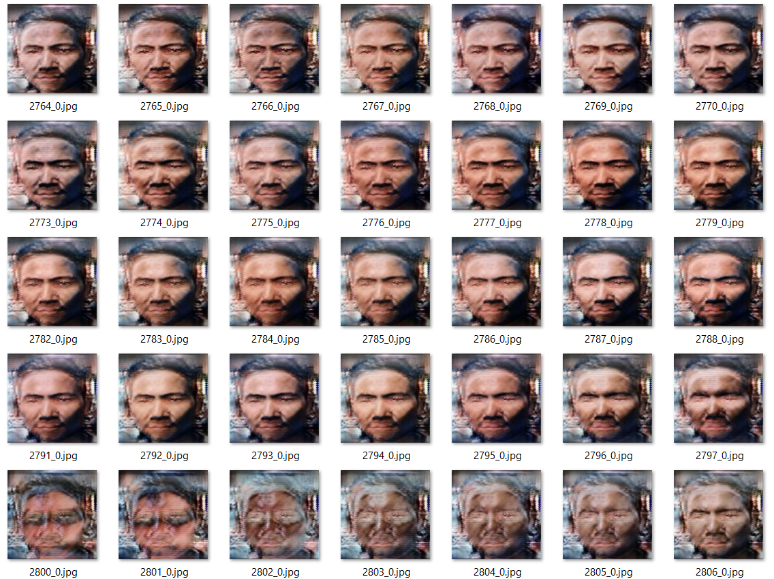 2764_0.jpg 2765_0.jpg 2766_0.jpg 2767_0.jpg 2768_0.jpg 2769_0.jpg 2770_0.jpg
2773_0.jpg 2774_0.jpg 2775_0.jpg 2776_0.jpg 2777_0.jpg 2778_0.jpg 2779_0.jpg
2782_0.jpg 2783_0.jpg 2784_0.jpg 2785_0.jpg 2786_0.jpg 2787_0.jpg 2788_0.jpg
2791_0.jpg 2792_0.jpg 2793_0.jpg 2794_0.jpg 2795_0.jpg 2796_0.jpg 2797_0.jpg
2800_0.jpg 2801_0.jpg 2802_0.jpg 2803_0.jpg 2804_0.jpg 2805_0.jpg 2806_0.jpg